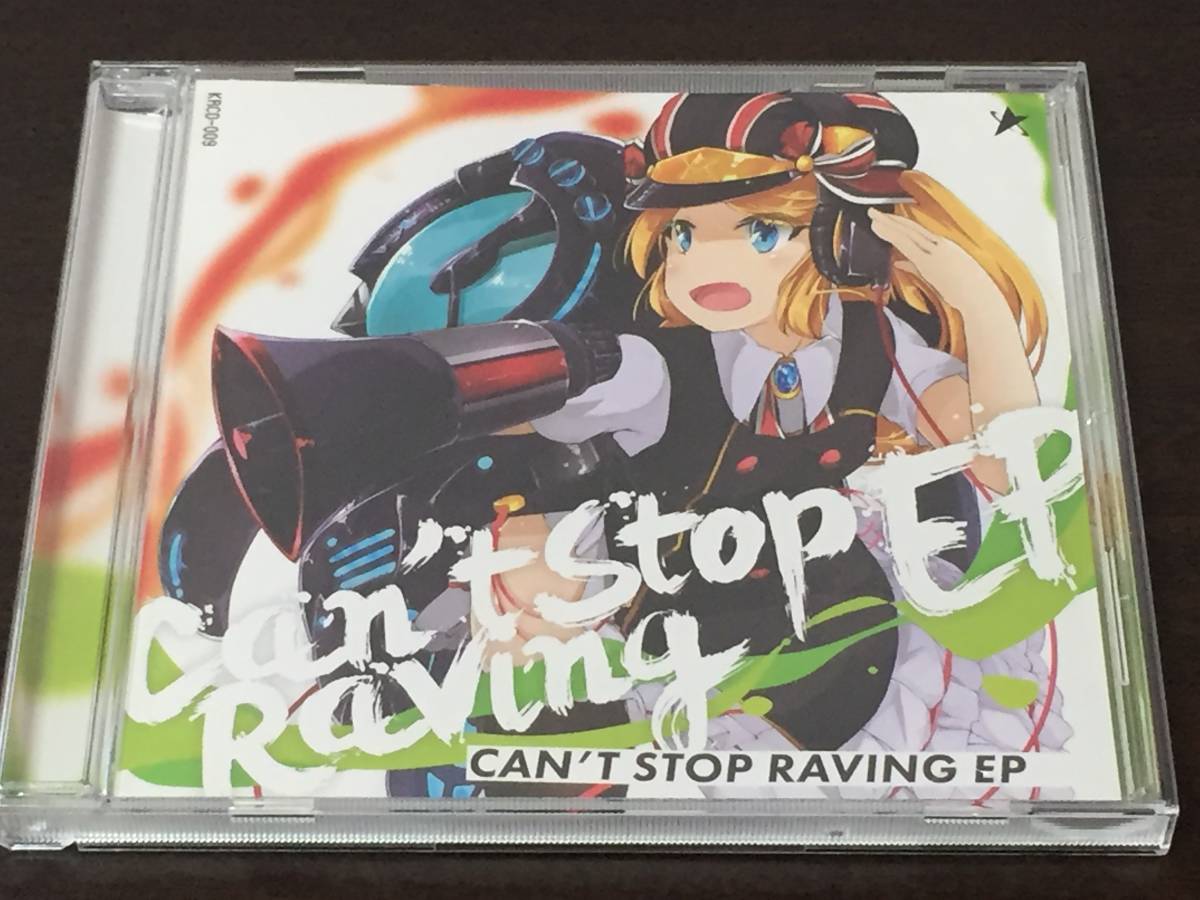 KRCD-009
Can't Stop EP
Raving
CAN'T STOP RAVING EP